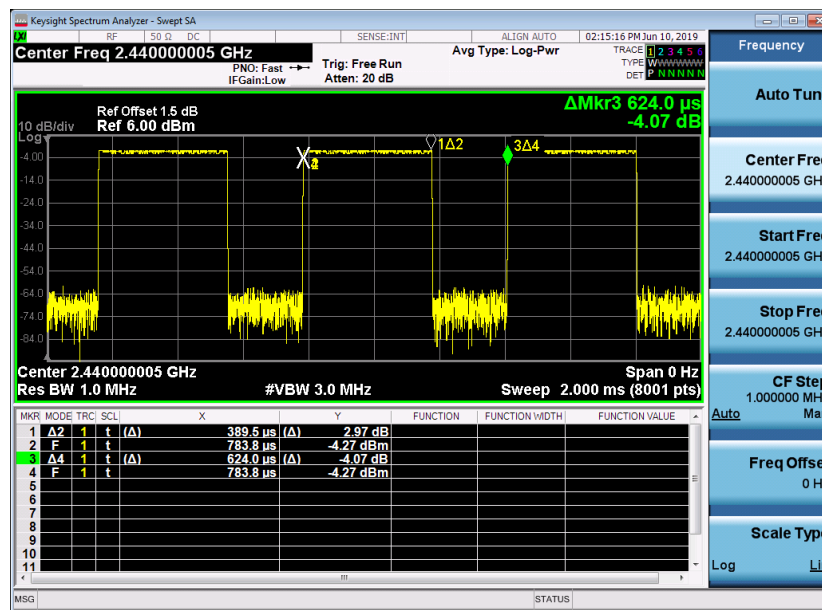 Keysight Spectrum Analyzer - Swept SA
LXI RF 50 Ω DC SENSE:INT ALIGN AUTO 02:15:16 PM Jun 10, 2019
Center Freq 2.440000005 GHz
PNO: Fast
IFGain:Low
Trig: Free Run
Atten: 20 dB
Avg Type: Log-Pwr
TRACE 1 2 3 4 5 6
TYPE WWWWWW
DET P N N N N N
ΔMkr3 624.0 µs
-4.07 dB
Ref Offset 1.5 dB
10 dB/div Ref 6.00 dBm
Log
1Δ2
3Δ4
-4.00
-14.0
-24.0
-34.0
-44.0
-54.0
-64.0
-74.0
-84.0
Center 2.440000005 GHz Span 0 Hz
Res BW 1.0 MHz #VBW 3.0 MHz Sweep 2.000 ms (8001 pts)
MKR MODE TRC SCL X Y FUNCTION FUNCTION WIDTH FUNCTION VALUE
1 Δ2 1 t (Δ) 389.5 µs (Δ) 2.97 dB
2 F 1 t 783.8 µs -4.27 dBm
3 Δ4 1 t (Δ) 624.0 µs (Δ) -4.07 dB
4 F 1 t 783.8 µs -4.27 dBm
5
6
7
8
9
10
11
MSG STATUS
Frequency
Auto Tun
Center Fre
2.440000005 GH
Start Fre
2.440000005 GH
Stop Fre
2.440000005 GH
CF Step
1.000000 MH
Auto Ma
Freq Offse
0 H
Scale Type
Log Li